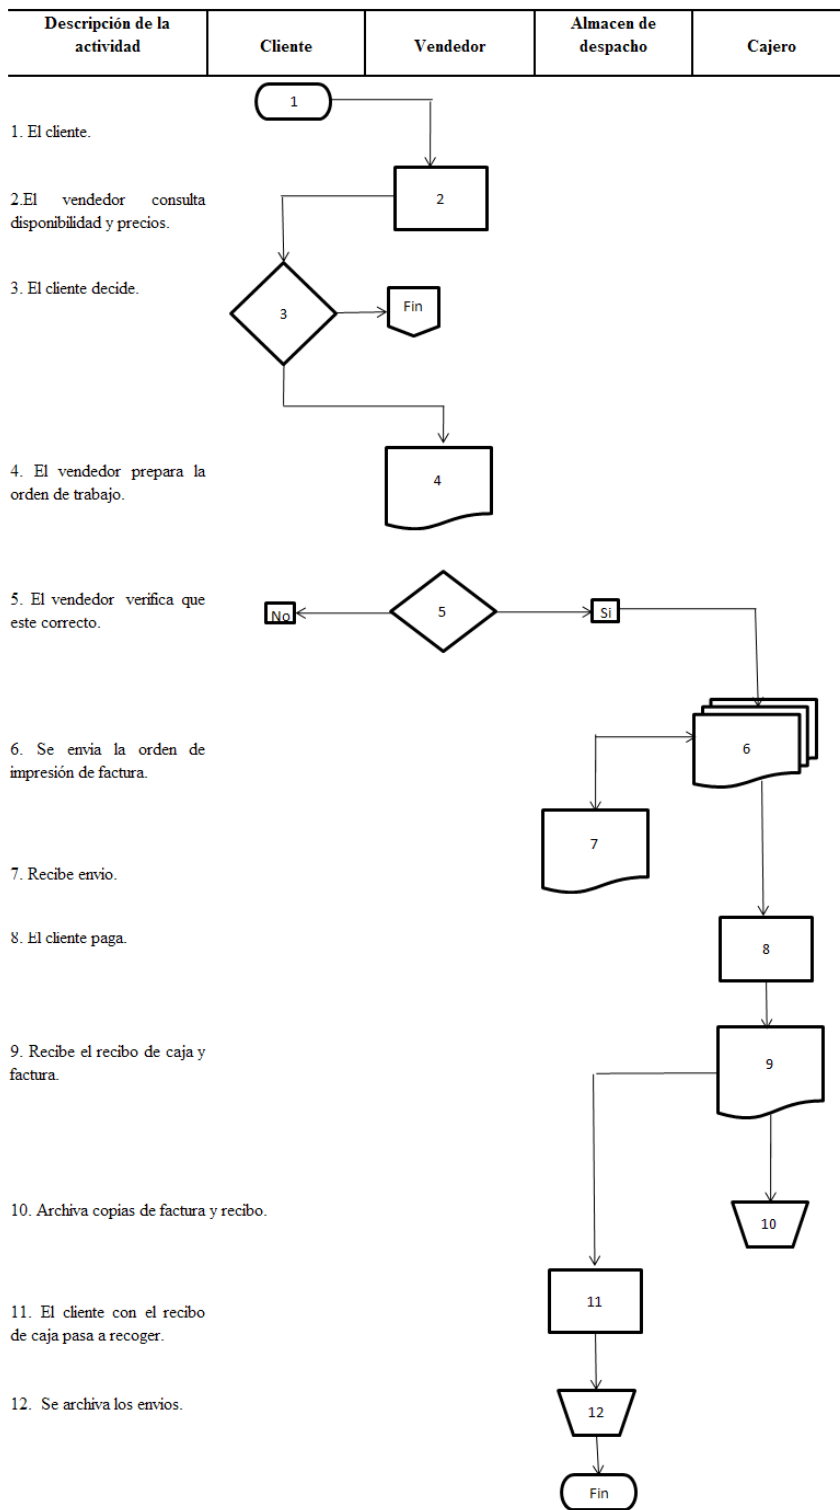 Descripción de la
actividad
Cliente
Vendedor
Almacen de
despacho
Cajero
1
1. El cliente.
2.El vendedor consulta
disponibilidad y precios.
2
3. El cliente decide.
3
Fin
4. El vendedor prepara la
orden de trabajo.
4
5. El vendedor verifica que
este correcto.
No
5
Si
6. Se envia la orden de
impresión de factura.
6
7
7. Recibe envio.
8. El cliente paga.
8
9. Recibe el recibo de caja y
factura.
9
10. Archiva copias de factura y recibo.
10
11. El cliente con el recibo
de caja pasa a recoger.
11
12. Se archiva los envios.
12
Fin